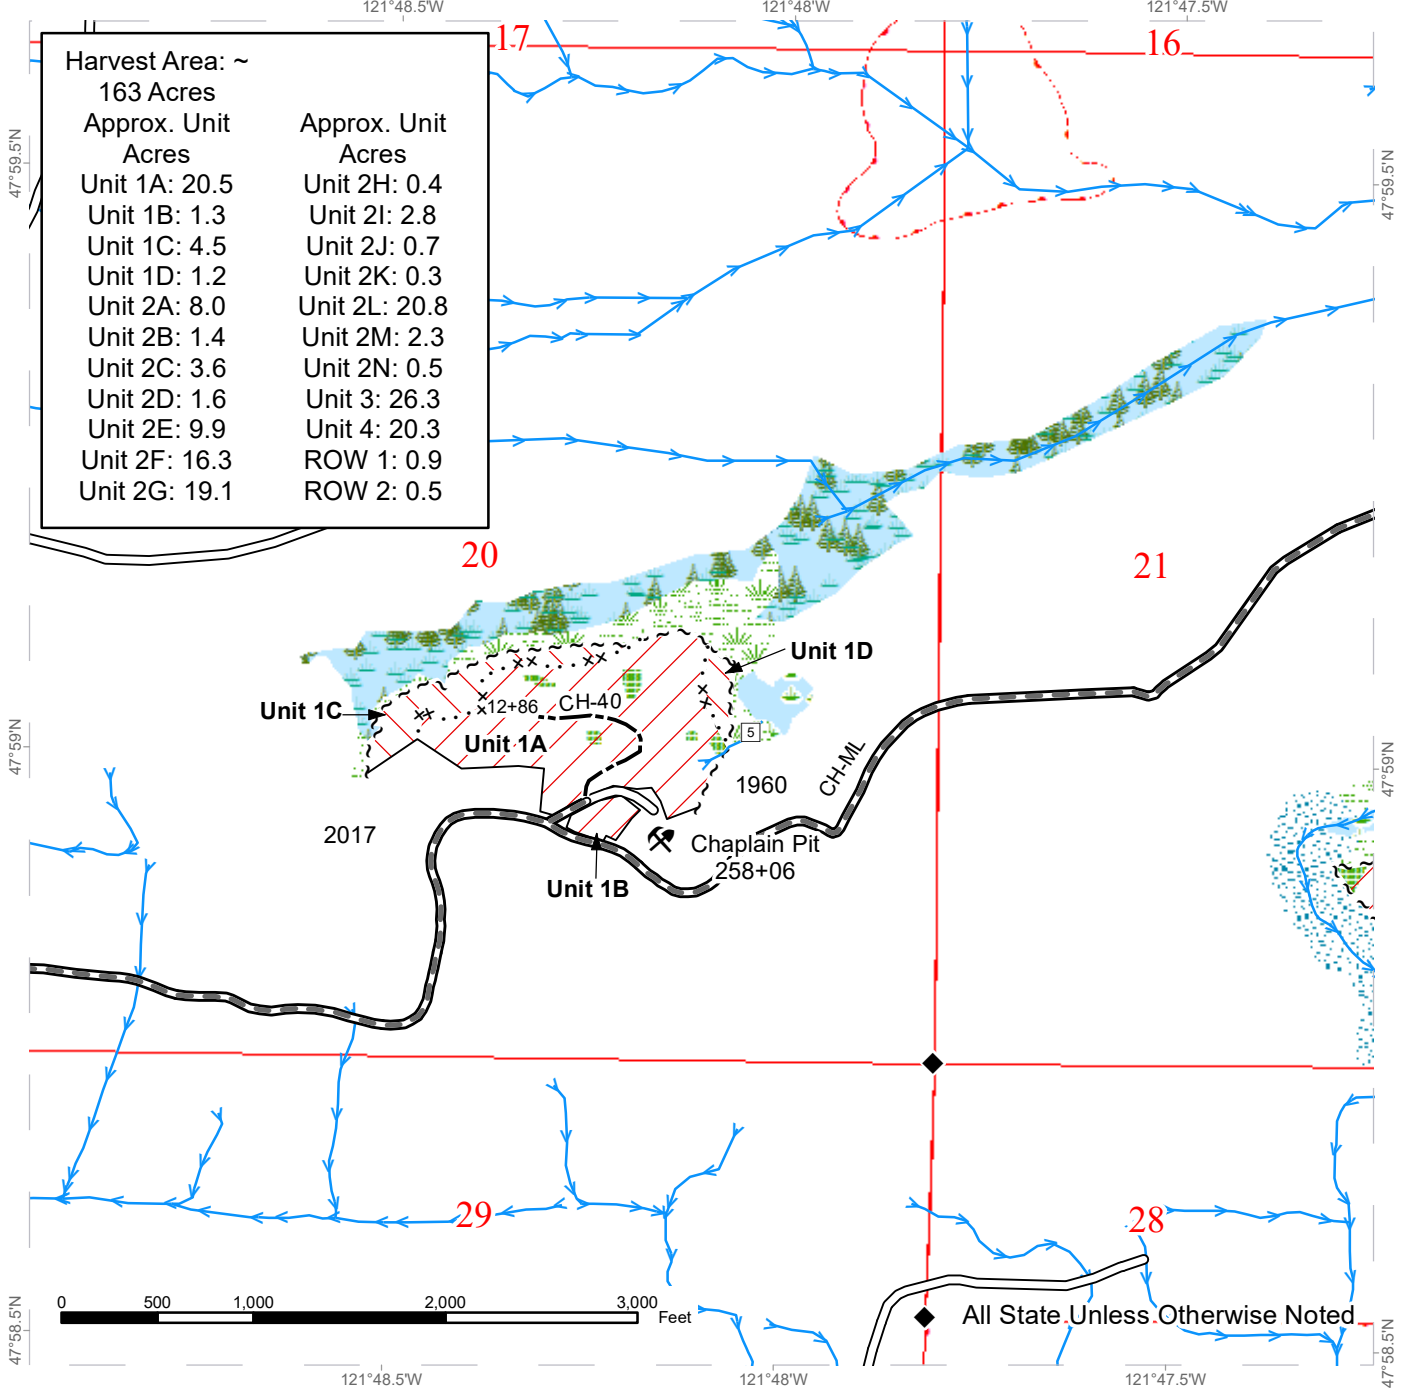 121°48.5'W
121°48'W
121°47.5'W
17
16
Harvest Area: ~
163 Acres
Approx. Unit
Acres
Unit 1A: 20.5
Unit 1B: 1.3
Unit 1C: 4.5
Unit 1D: 1.2
Unit 2A: 8.0
Unit 2B: 1.4
Unit 2C: 3.6
Unit 2D: 1.6
Unit 2E: 9.9
Unit 2F: 16.3
Unit 2G: 19.1
Approx. Unit
Acres
Unit 2H: 0.4
Unit 2I: 2.8
Unit 2J: 0.7
Unit 2K: 0.3
Unit 2L: 20.8
Unit 2M: 2.3
Unit 2N: 0.5
Unit 3: 26.3
Unit 4: 20.3
ROW 1: 0.9
ROW 2: 0.5
47°59.5'N
47°59.5'N
20
21
Unit 1D
Unit 1C
12+86
CH-40
Unit 1A
5
47°59'N
47°59'N
1960
CH-ML
2017
Chaplain Pit
258+06
Unit 1B
29
28
0
500
1,000
2,000
3,000
Feet
All State Unless Otherwise Noted
47°58.5'N
47°58.5'N
121°48.5'W
121°48'W
121°47.5'W